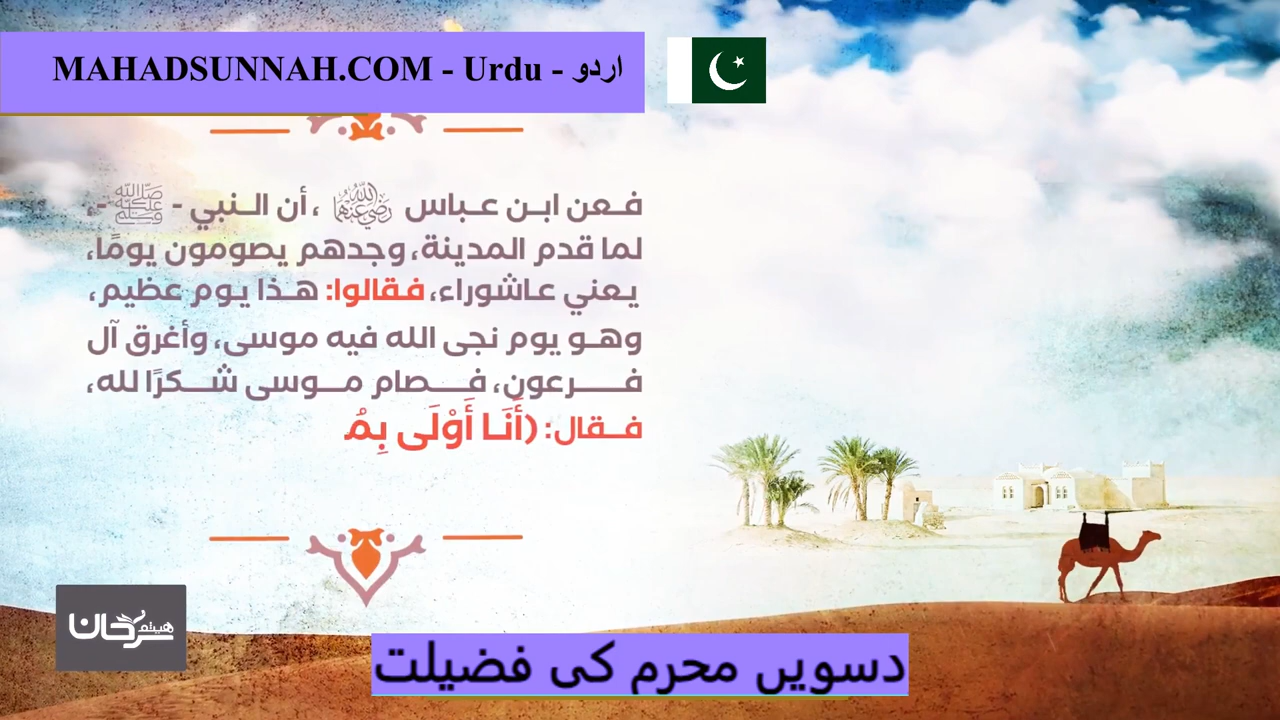 MAHADSUNNAH.COM - Urdu - اردو
فعن ابن عباس رضي الله عنهما، أن النبي - ﷺ -،
لما قدم المدينة، وجدهم يصومون يومًا،
يعني عاشوراء، فقالوا: هذا يوم عظيم،
وهو يوم نجى الله فيه موسى، وأغرق آل
فرعون، فصام موسى شكرًا لله،
فقال: (أَنَا أَوْلَى بِمُ
هيثم سرحان
دسویں محرم کی فضیلت